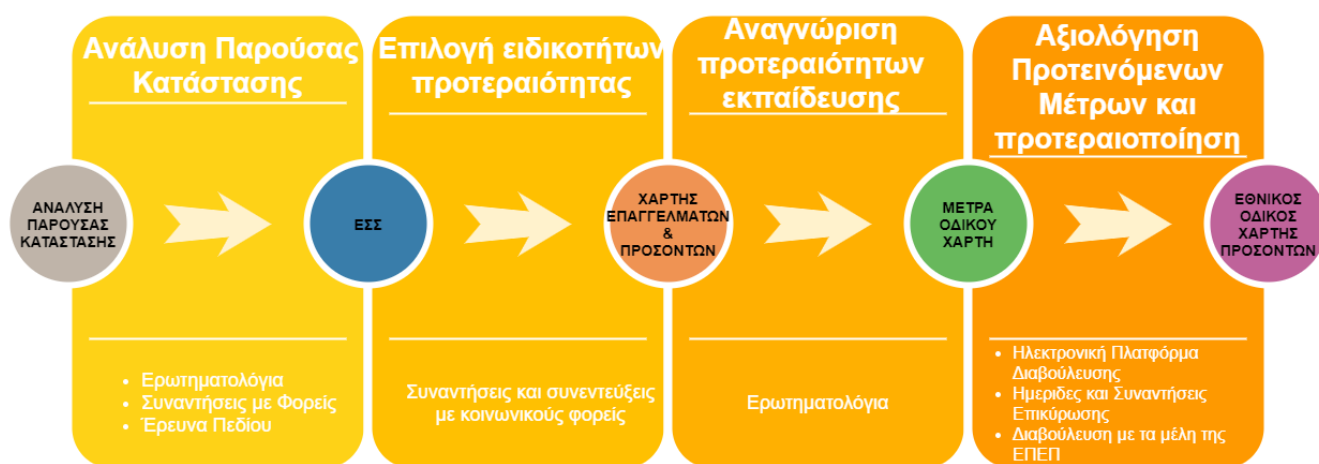 Ανάλυση Παρούσας
Κατάστασης
Επιλογή ειδικοτήτων
προτεραιότητας
Αναγνώριση
προτεραιότητων
εκπαίδευσης
Αξιολόγηση
Προτεινόμενων
Μέτρων και
προτεραιοποίηση
ΑΝΑΛΥΣΗ
ΠΑΡΟΥΣΑΣ
ΚΑΤΑΣΤΑΣΗΣ
ΕΣΣ
ΧΑΡΤΗΣ
ΕΠΑΓΓΕΛΜΑΤΩΝ
&
ΠΡΟΣΟΝΤΩΝ
ΜΕΤΡΑ
ΟΔΙΚΟΥ
ΧΑΡΤΗ
ΕΘΝΙΚΟΣ
ΟΔΙΚΟΣ
ΧΑΡΤΗΣ
ΠΡΟΣΟΝΤΩΝ
• Ερωτηματολόγια
• Συναντήσεις με Φορείς
• Έρευνα Πεδίου
Συναντήσεις και συνεντεύξεις
με κοινωνικούς φορείς
Ερωτηματολόγια
• Ηλεκτρονική Πλατφόρμα
Διαβούλευσης
• Ημεριδες και Συναντήσεις
Επικύρωσης
• Διαβούλευση με τα μέλη της
ΕΠΕΠ